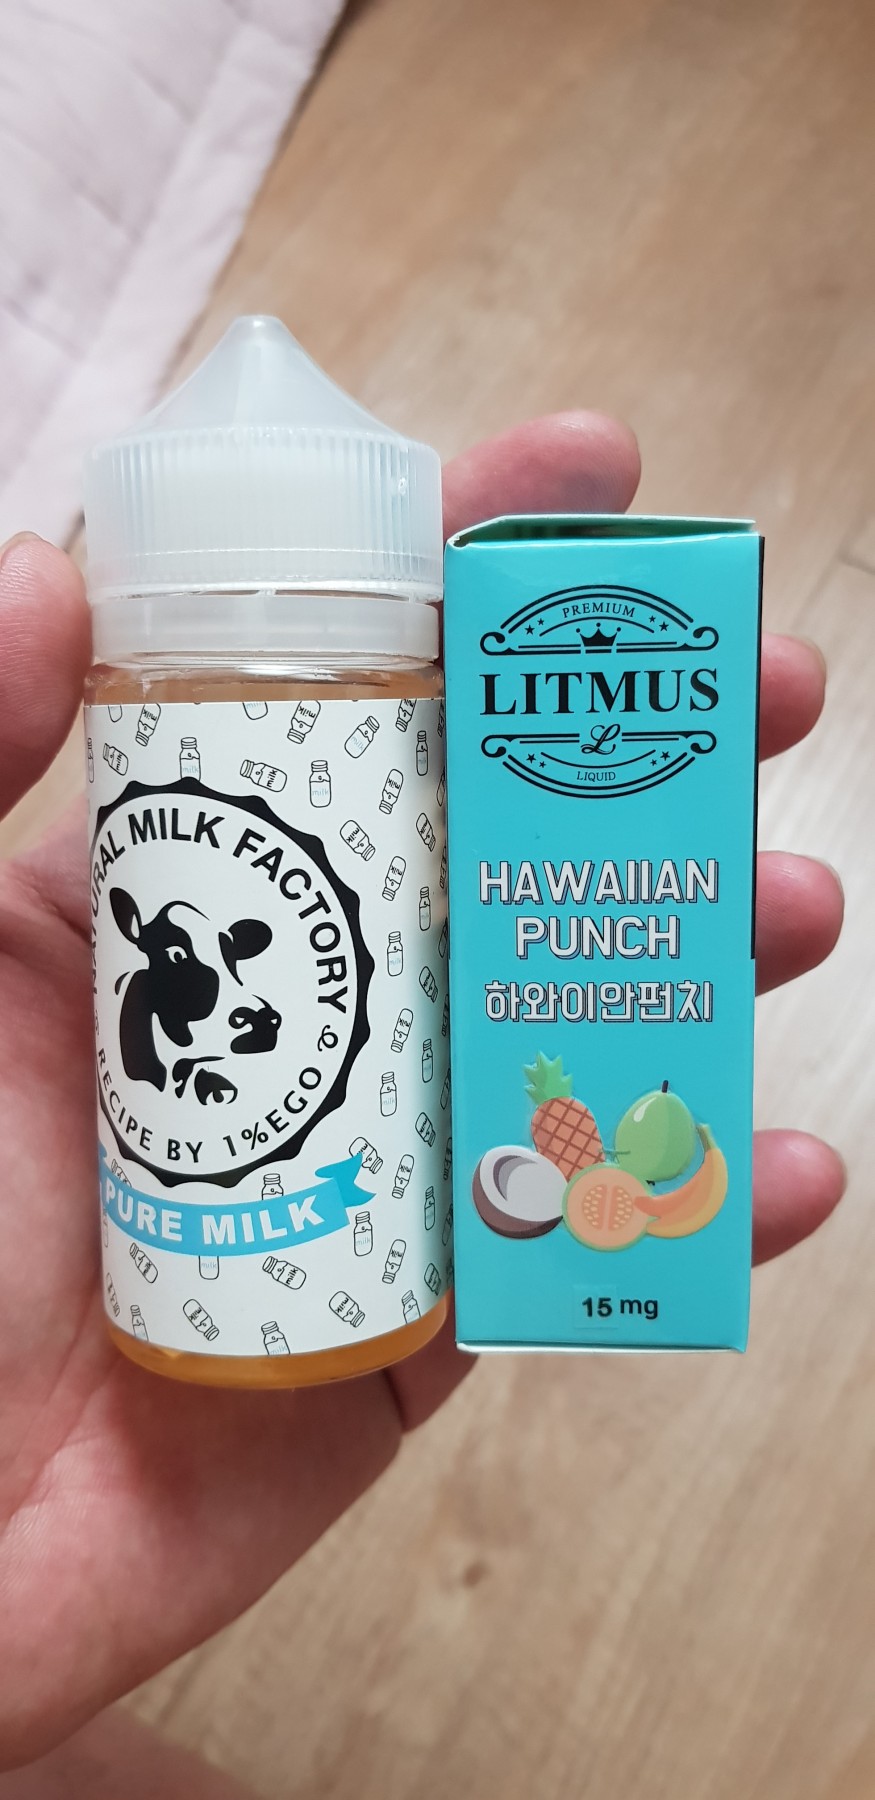 NATURAL MILK FACTORY
& RECIPE BY 1%EGO &
PURE MILK
PREMIUM
LITMUS
L
LIQUID
HAWAIIAN
PUNCH
하와이안펀치
15 mg
milk